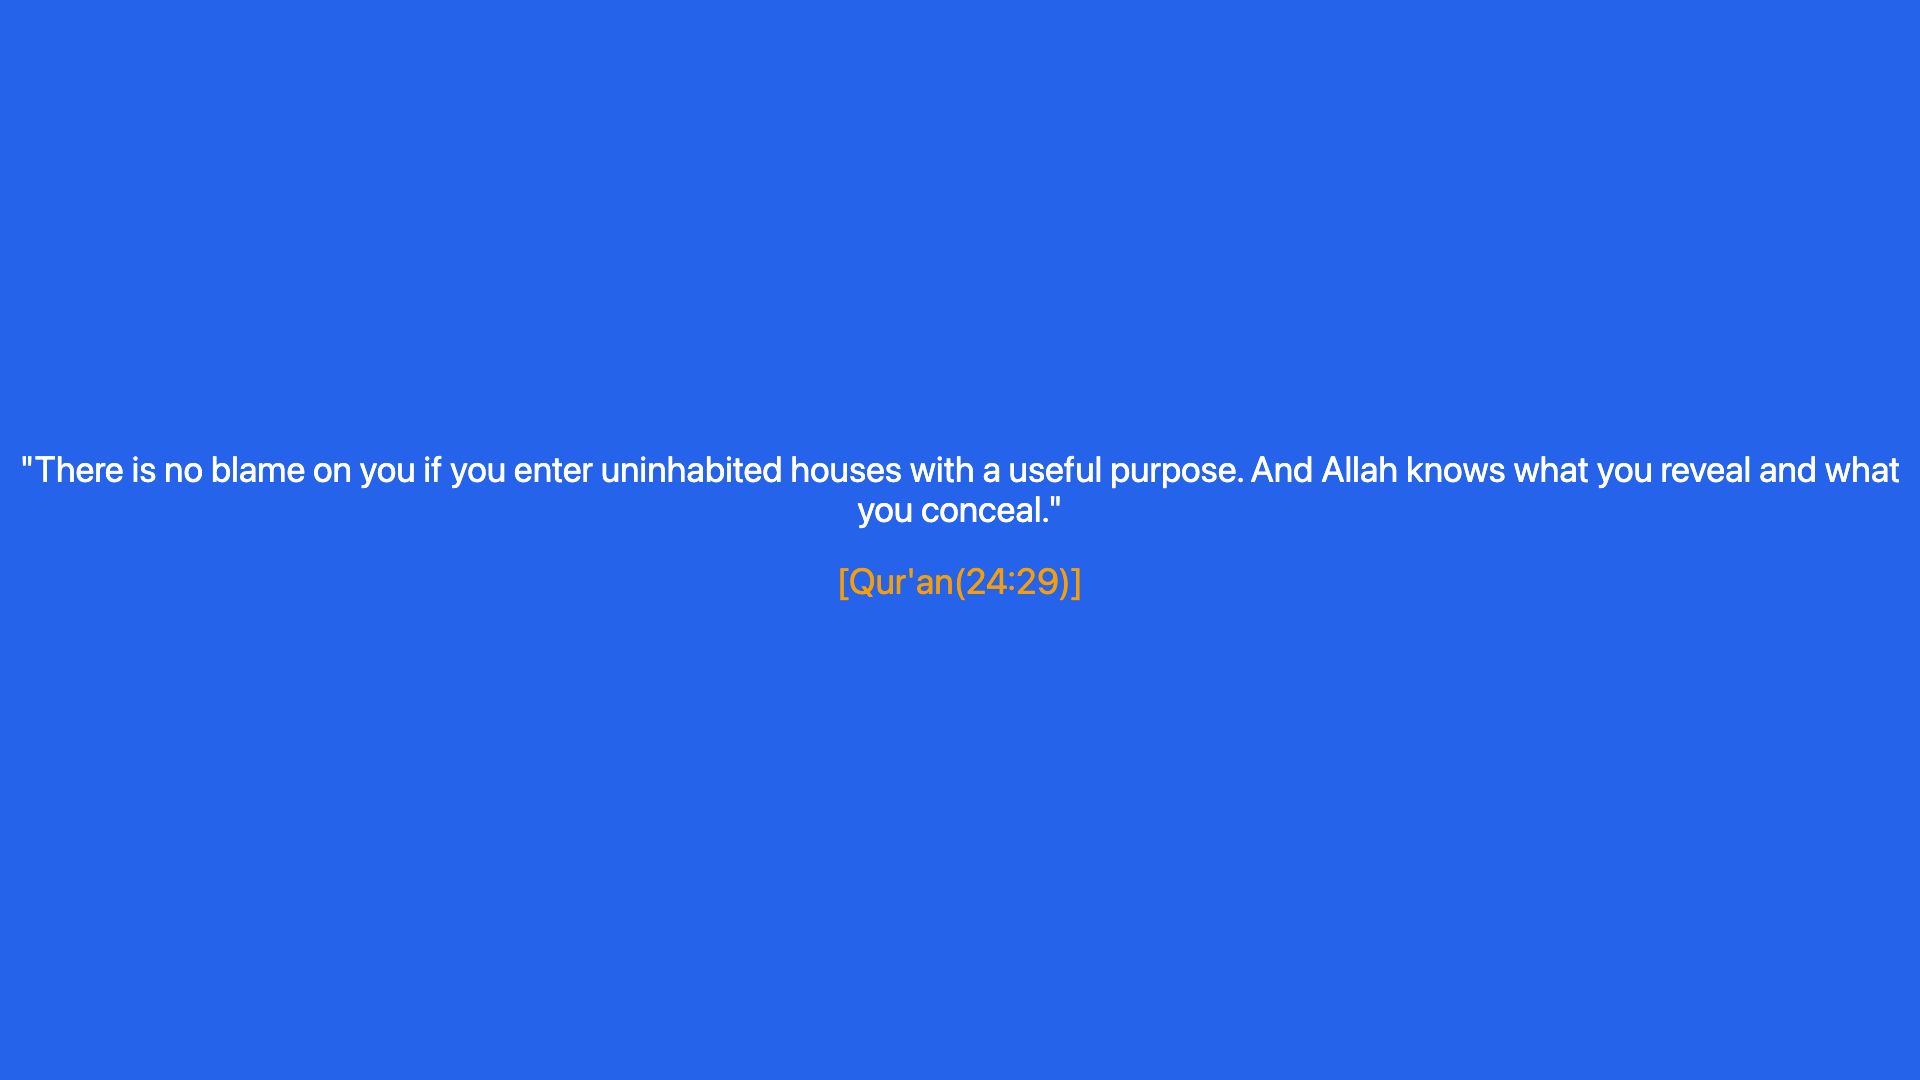 "There is no blame on you if you enter uninhabited houses with a useful purpose. And Allah knows what you reveal and what
you conceal."
[Qur'an(24:29)]